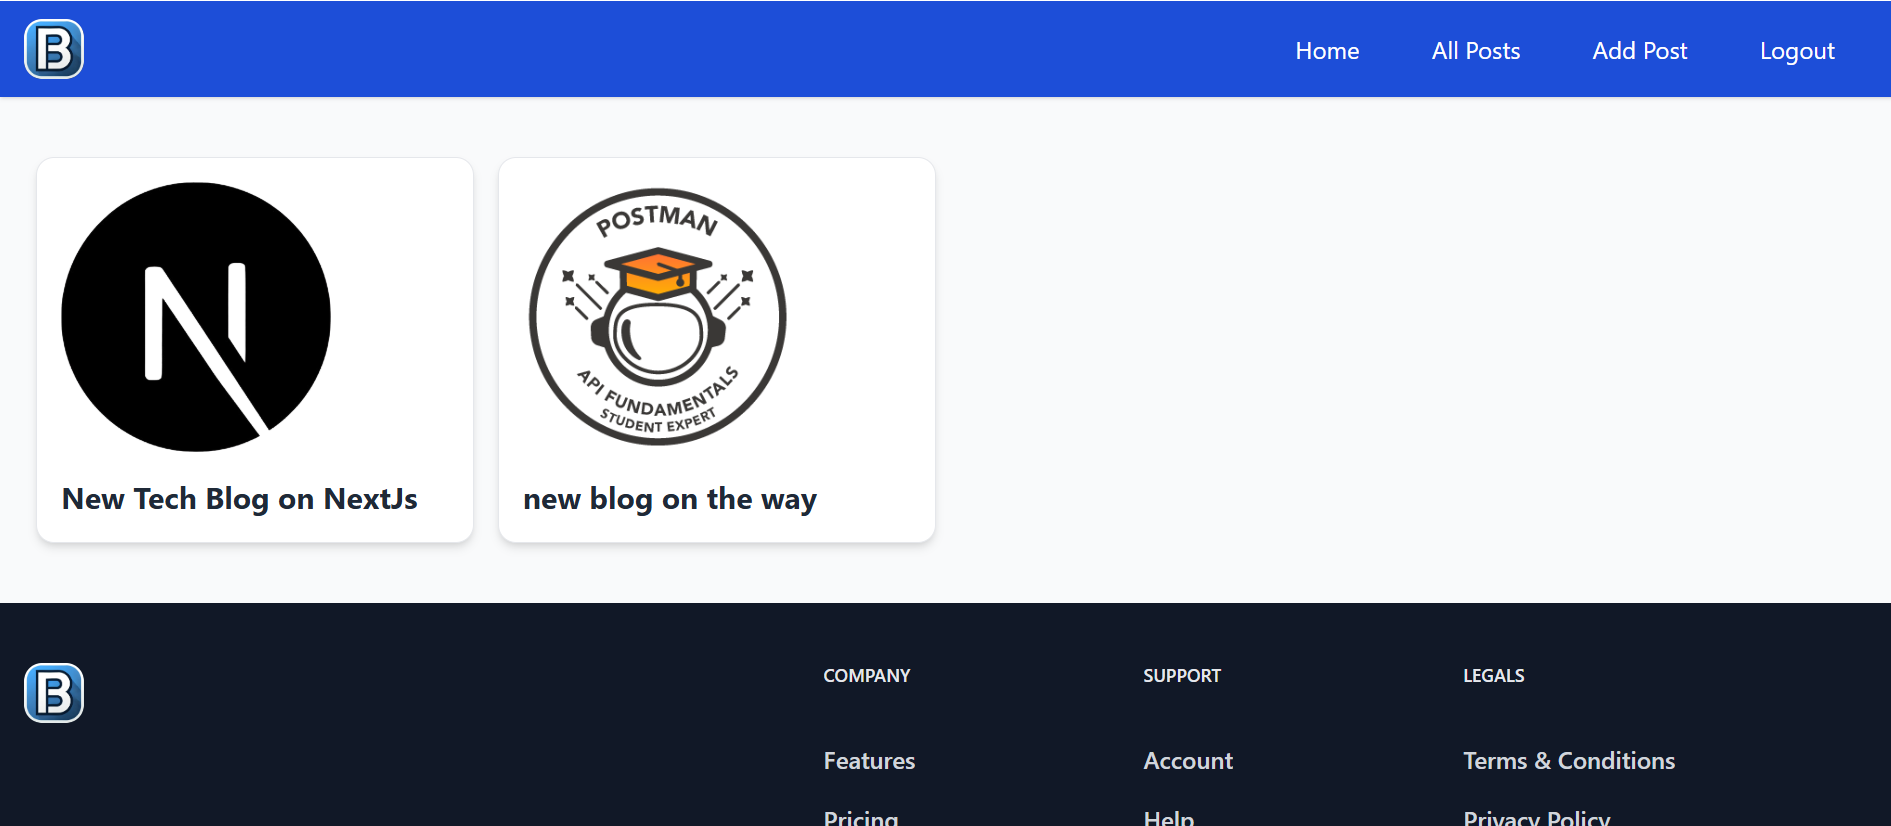 B
Home
All Posts
Add Post
Logout
N
POSTMAN
API FUNDAMENTALS
STUDENT EXPERT
New Tech Blog on NextJs
new blog on the way
B
COMPANY
SUPPORT
LEGALS
Features
Account
Terms & Conditions
Pricing
Help
Privacy Policy